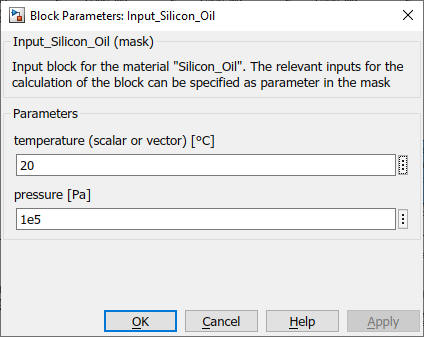 Block Parameters: Input_Silicon_Oil
Input_Silicon_Oil (mask)
Input block for the material "Silicon_Oil". The relevant inputs for the
calculation of the block can be specified as parameter in the mask
Parameters
temperature (scalar or vector) [°C]
20
pressure [Pa]
1e5
OK Cancel Help Apply